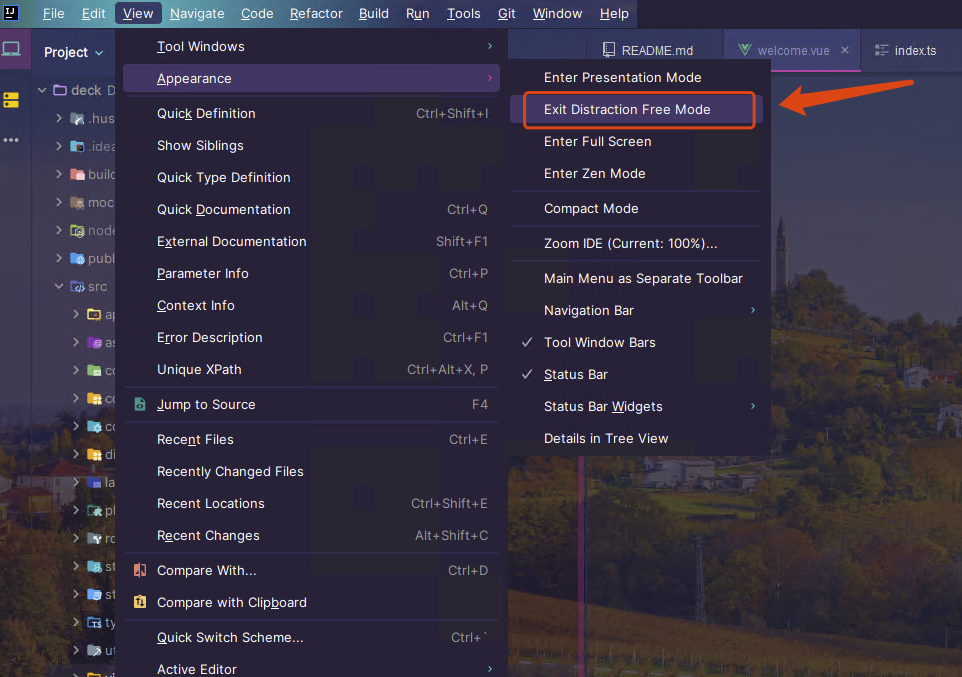 IJ
File Edit View Navigate Code Refactor Build Run Tools Git Window Help
Project
README.md
welcome.vue
index.ts
deck D
.hus
.idea
build
moc
node
publ
src
ap
as
co
co
co
di
la
pl
ro
st
st
ty
ut
Tool Windows
Appearance
Quick Definition Ctrl+Shift+I
Show Siblings
Quick Type Definition
Quick Documentation Ctrl+Q
External Documentation Shift+F1
Parameter Info Ctrl+P
Context Info Alt+Q
Error Description Ctrl+F1
Unique XPath Ctrl+Alt+X, P
Jump to Source F4
Recent Files Ctrl+E
Recently Changed Files
Recent Locations Ctrl+Shift+E
Recent Changes Alt+Shift+C
Compare With... Ctrl+D
Compare with Clipboard
Quick Switch Scheme... Ctrl+`
Active Editor
Enter Presentation Mode
Exit Distraction Free Mode
Enter Full Screen
Enter Zen Mode
Compact Mode
Zoom IDE (Current: 100%)...
Main Menu as Separate Toolbar
Navigation Bar
Tool Window Bars
Status Bar
Status Bar Widgets
Details in Tree View